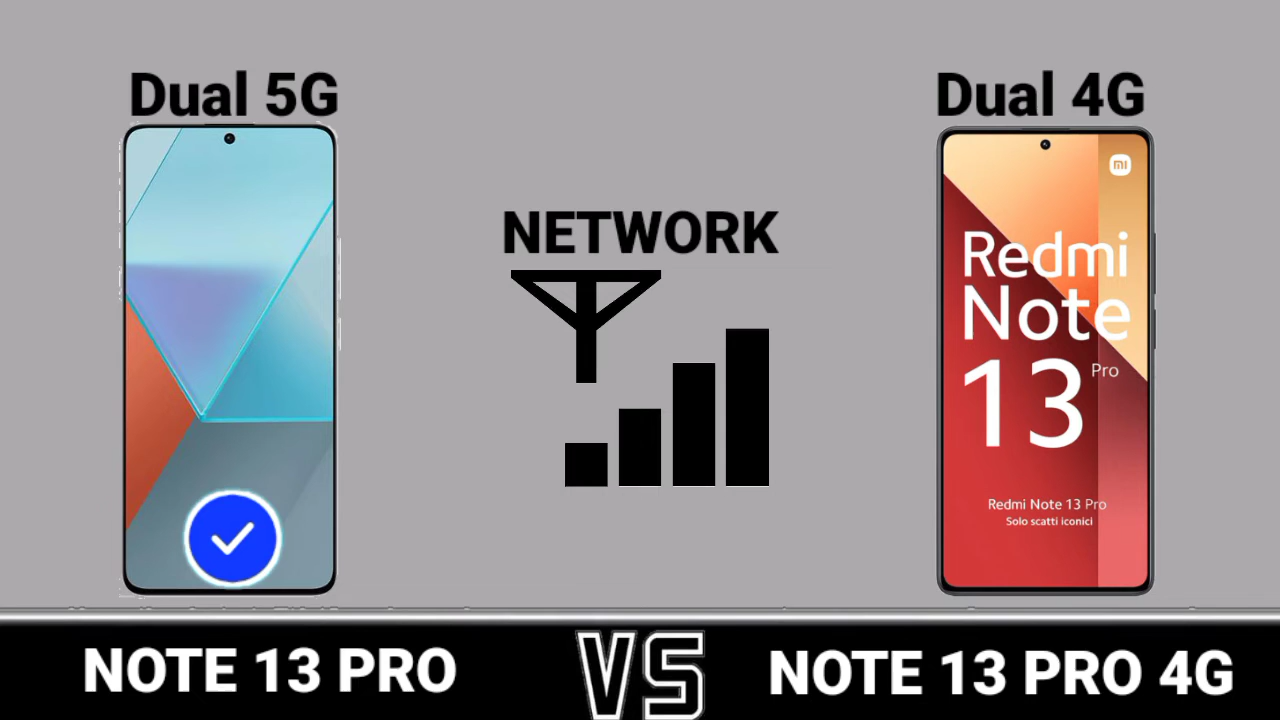 Dual 5G
Dual 4G
NETWORK
mi
Redmi
Note
13 Pro
Redmi Note 13 Pro
Solo scatti iconici
NOTE 13 PRO
VS
NOTE 13 PRO 4G